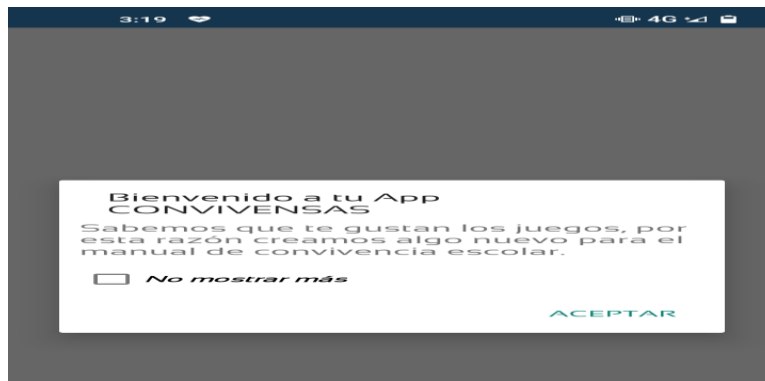 3:19 4G
Bienvenido a tu App
CONVIVENSAS
Sabemos que te gustan los juegos, por
esta razón creamos algo nuevo para el
manual de convivencia escolar.
No mostrar más
ACEPTAR